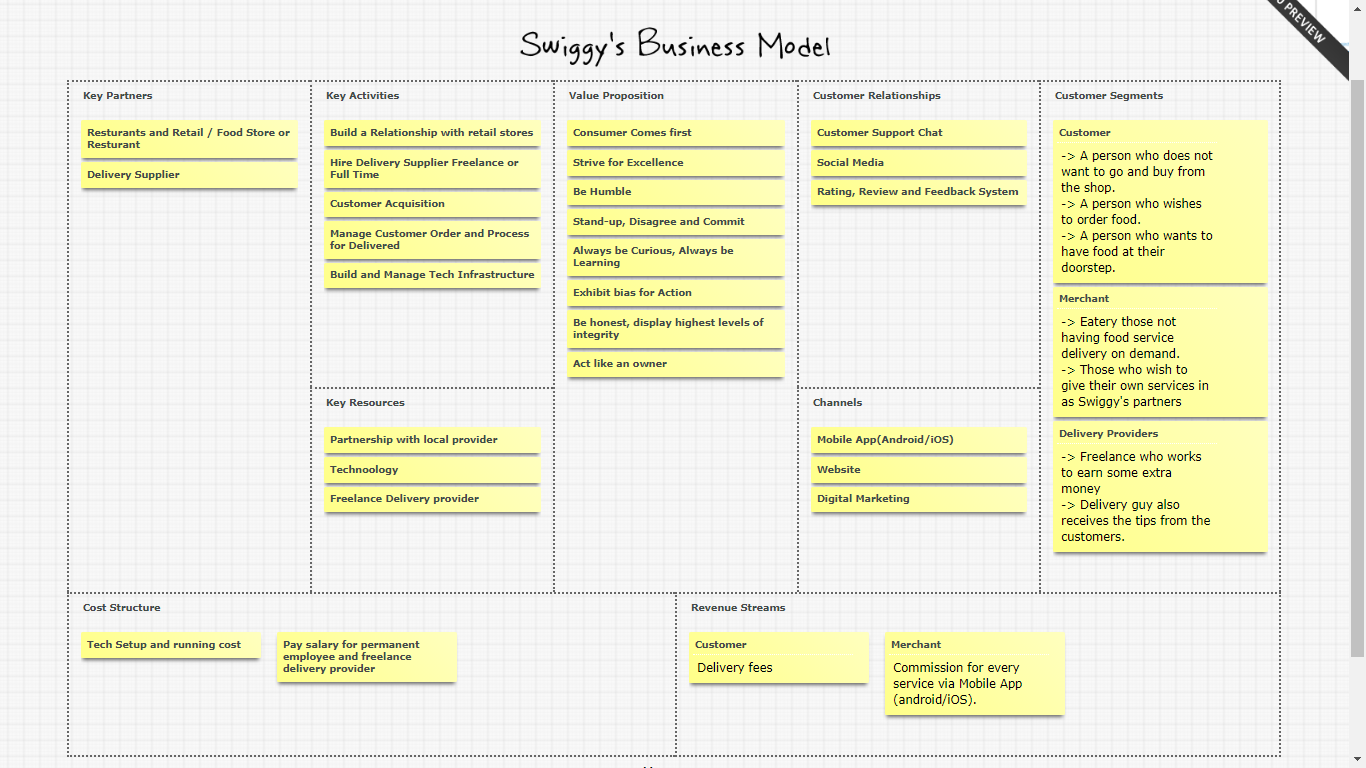 PREVIEW
Swiggy's Business Model
Key Partners
Resturants and Retail / Food Store or
Resturant
Delivery Supplier
Key Activities
Build a Relationship with retail stores
Hire Delivery Supplier Freelance or
Full Time
Customer Acquisition
Manage Customer Order and Process
for Delivered
Build and Manage Tech Infrastructure
Key Resources
Partnership with local provider
Technoology
Freelance Delivery provider
Value Proposition
Consumer Comes first
Strive for Excellence
Be Humble
Stand-up, Disagree and Commit
Always be Curious, Always be
Learning
Exhibit bias for Action
Be honest, display highest levels of
integrity
Act like an owner
Customer Relationships
Customer Support Chat
Social Media
Rating, Review and Feedback System
Channels
Mobile App(Android/iOS)
Website
Digital Marketing
Customer Segments
Customer
-> A person who does not
want to go and buy from
the shop.
-> A person who wishes
to order food.
-> A person who wants to
have food at their
doorstep.
Merchant
-> Eatery those not
having food service
delivery on demand.
-> Those who wish to
give their own services in
as Swiggy's partners
Delivery Providers
-> Freelance who works
to earn some extra
money
-> Delivery guy also
receives the tips from the
customers.
Cost Structure
Tech Setup and running cost
Pay salary for permanent
employee and freelance
delivery provider
Revenue Streams
Customer
Delivery fees
Merchant
Commission for every
service via Mobile App
(android/iOS).